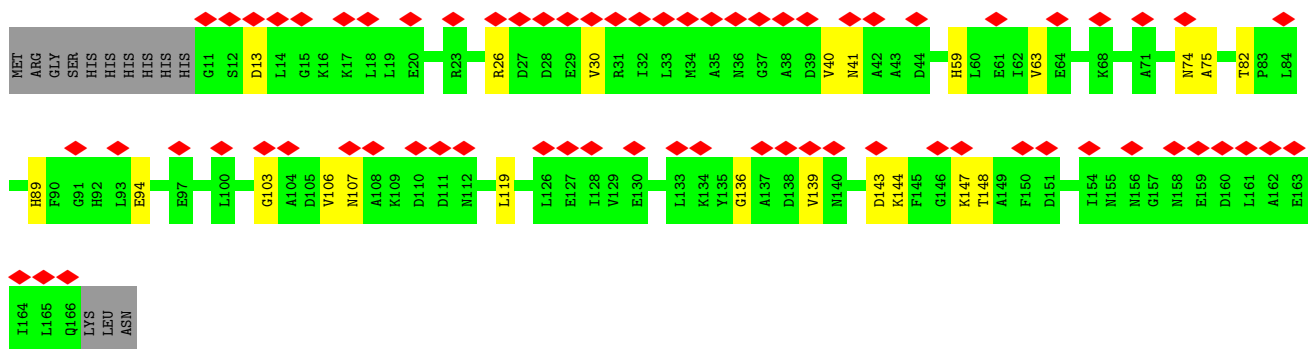 MET ARG GLY SER HIS HIS HIS HIS HIS HIS G11 S12 D13 L14 G15 K16 K17 L18 L19 E20 R23 R26 D27 D28 E29 V30 R31 I32 L33 M34 A35 N36 G37 A38 D39 V40 N41 A42 A43 D44 H59 L60 E61 I62 V63 E64 K68 A71 N74 A75 T82 P83 L84
H89 F90 G91 H92 L93 E94 E97 L100 G103 A104 D105 V106 N107 A108 K109 D110 D111 N112 L119 L126 E127 I128 V129 E130 L133 K134 Y135 G136 A137 D138 V139 N140 D143 K144 F145 G146 K147 T148 A149 F150 D151 I154 N155 N156 G157 N158 E159 D160 L161 A162 E163
I164 L165 Q166 LYS LEU ASN